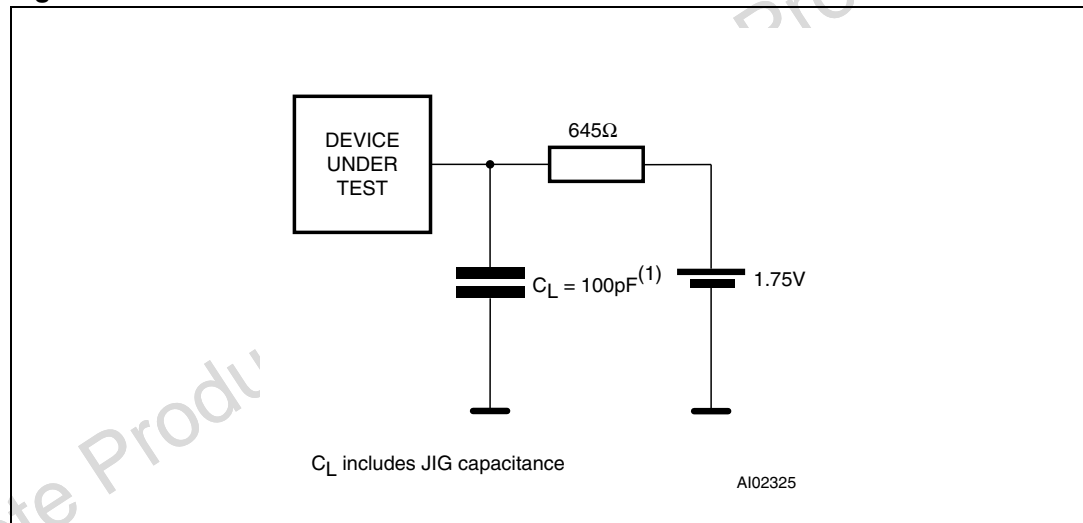 DEVICE
UNDER
TEST
645Ω
C_L = 100pF(1)
1.75V
C_L includes JIG capacitance
AI02325